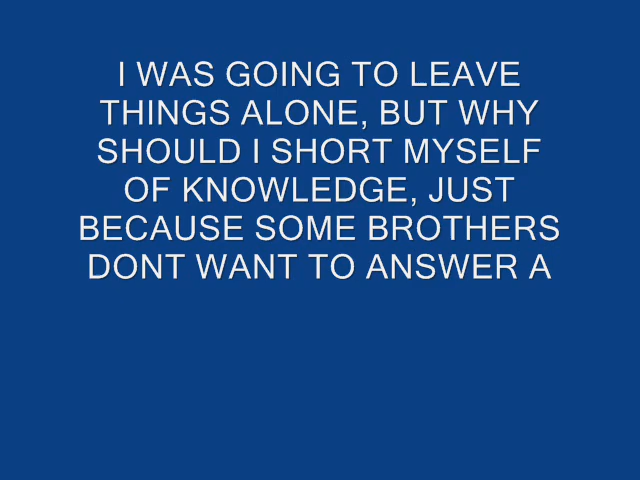 I WAS GOING TO LEAVE
THINGS ALONE, BUT WHY
SHOULD I SHORT MYSELF
OF KNOWLEDGE, JUST
BECAUSE SOME BROTHERS
DONT WANT TO ANSWER A